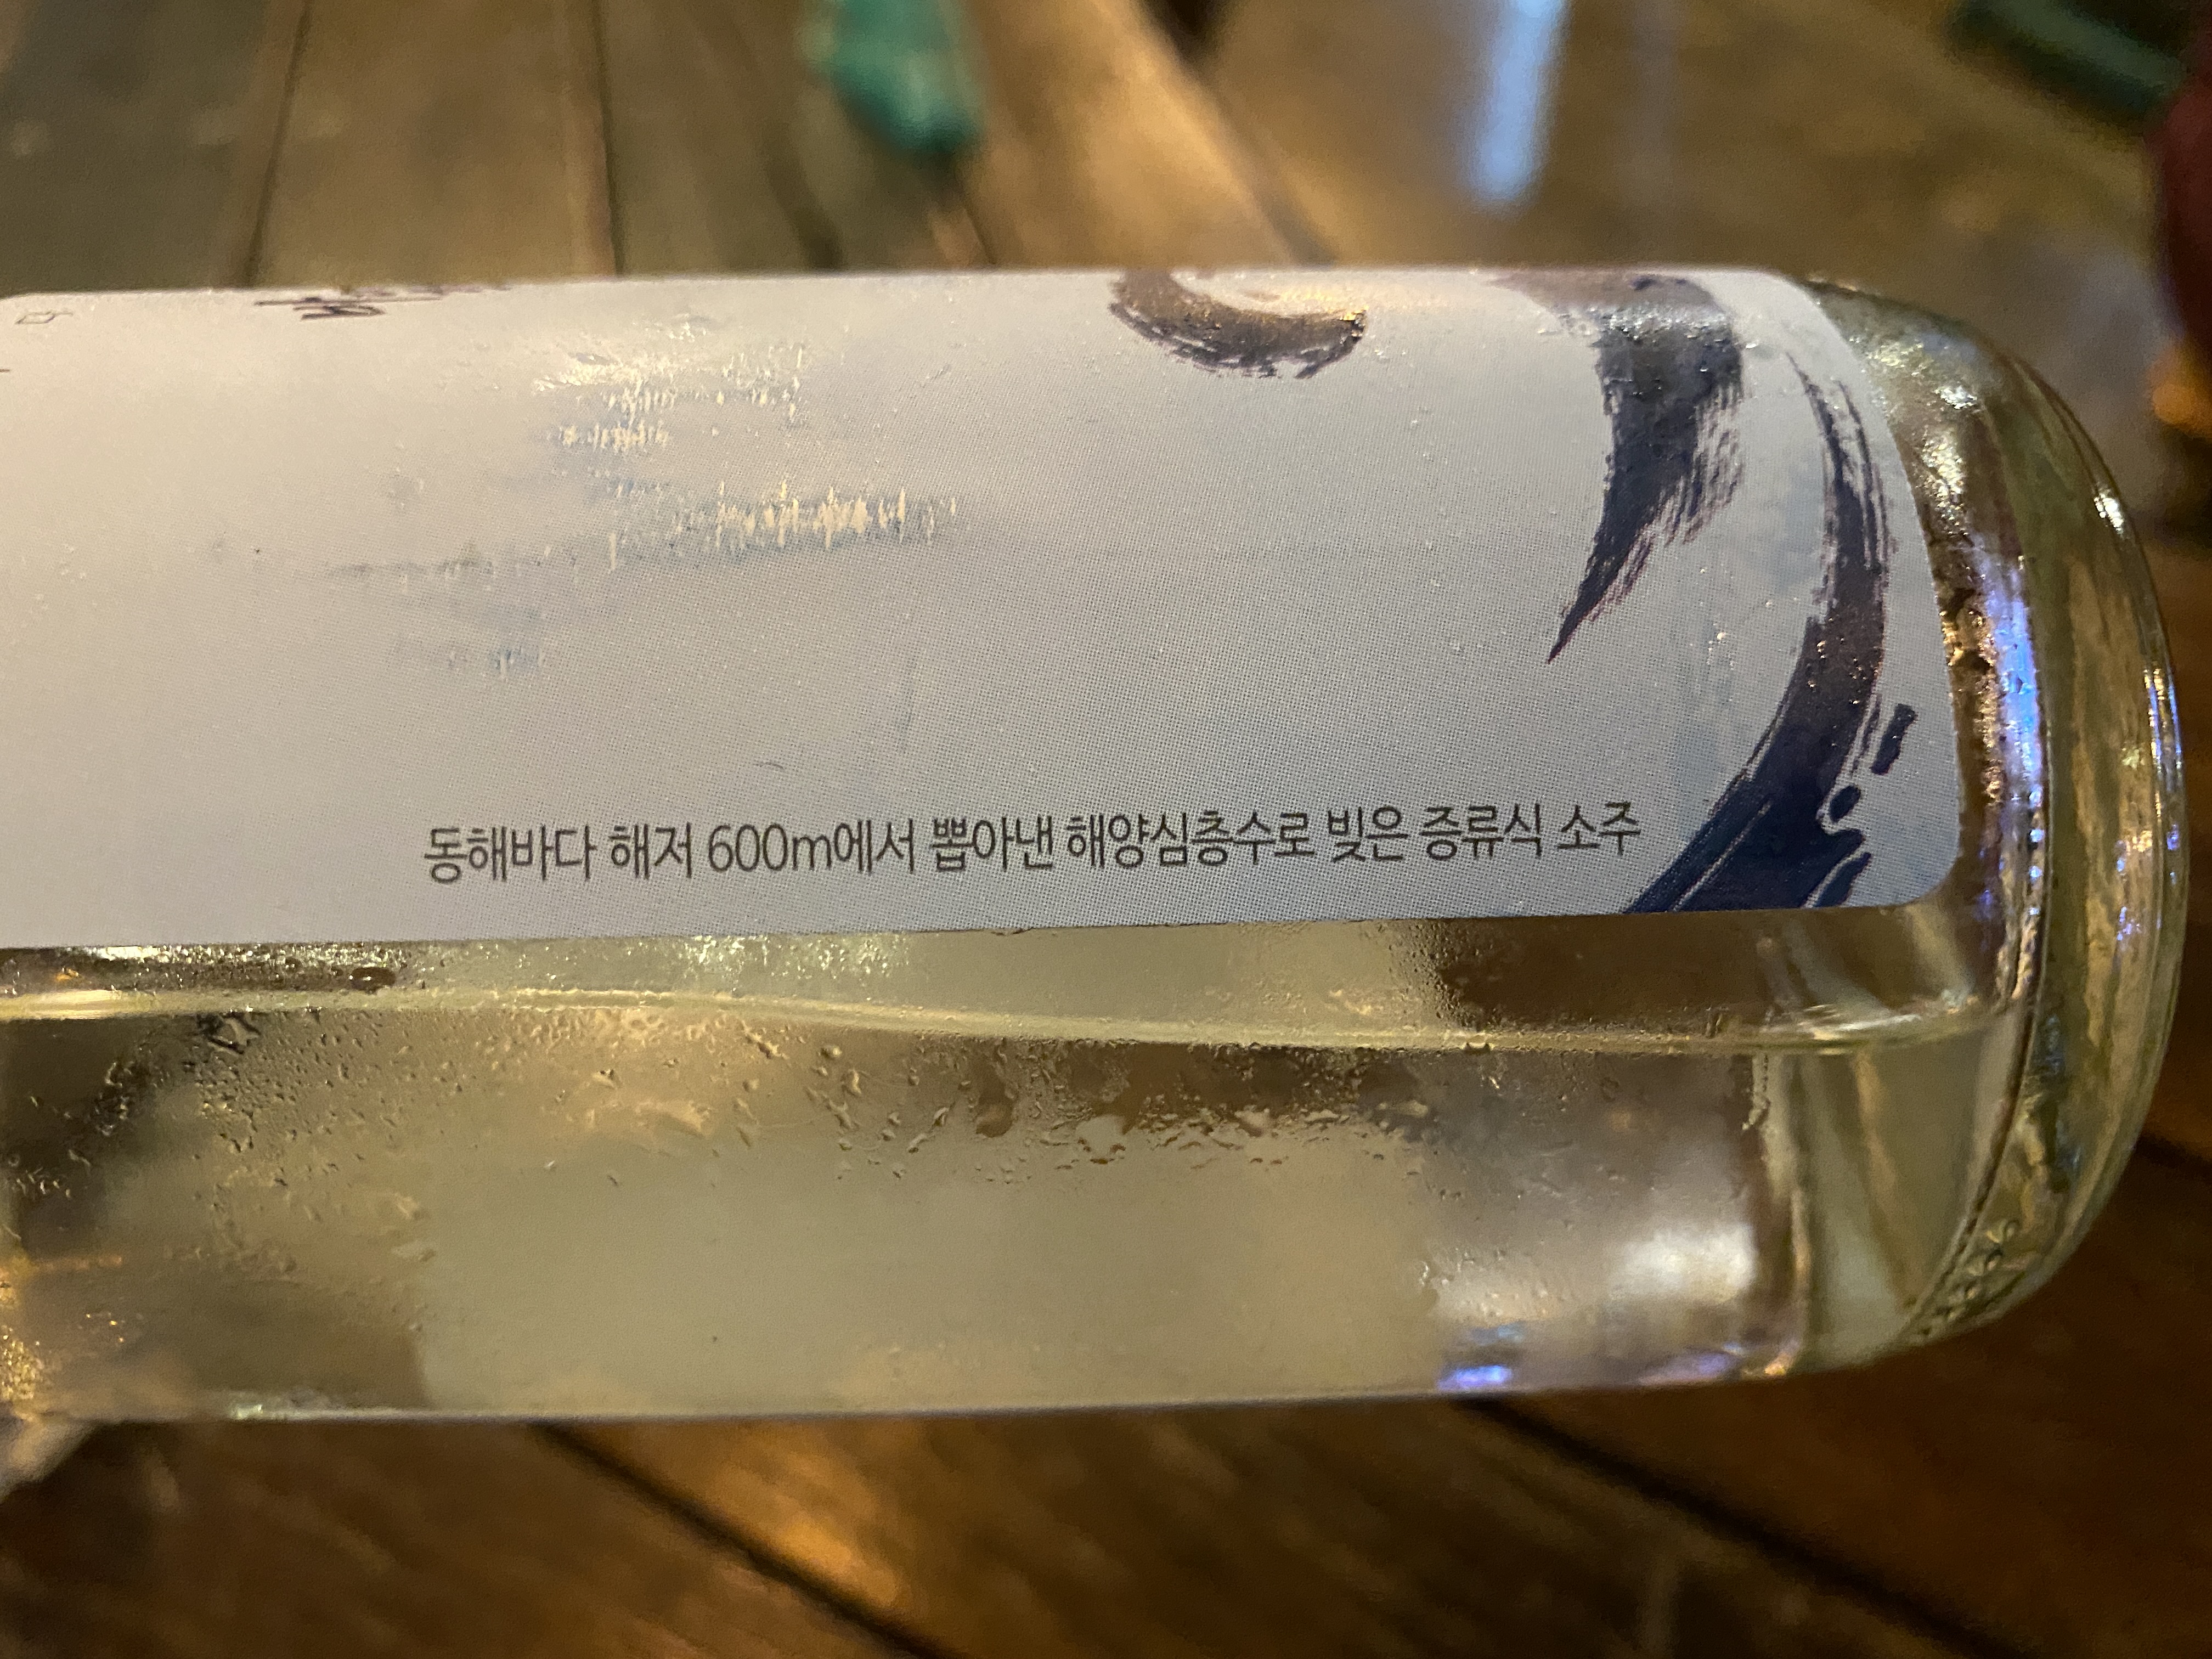 동해바다 해저 600m에서 뽑아낸 해양심층수로 빚은 증류식 소주